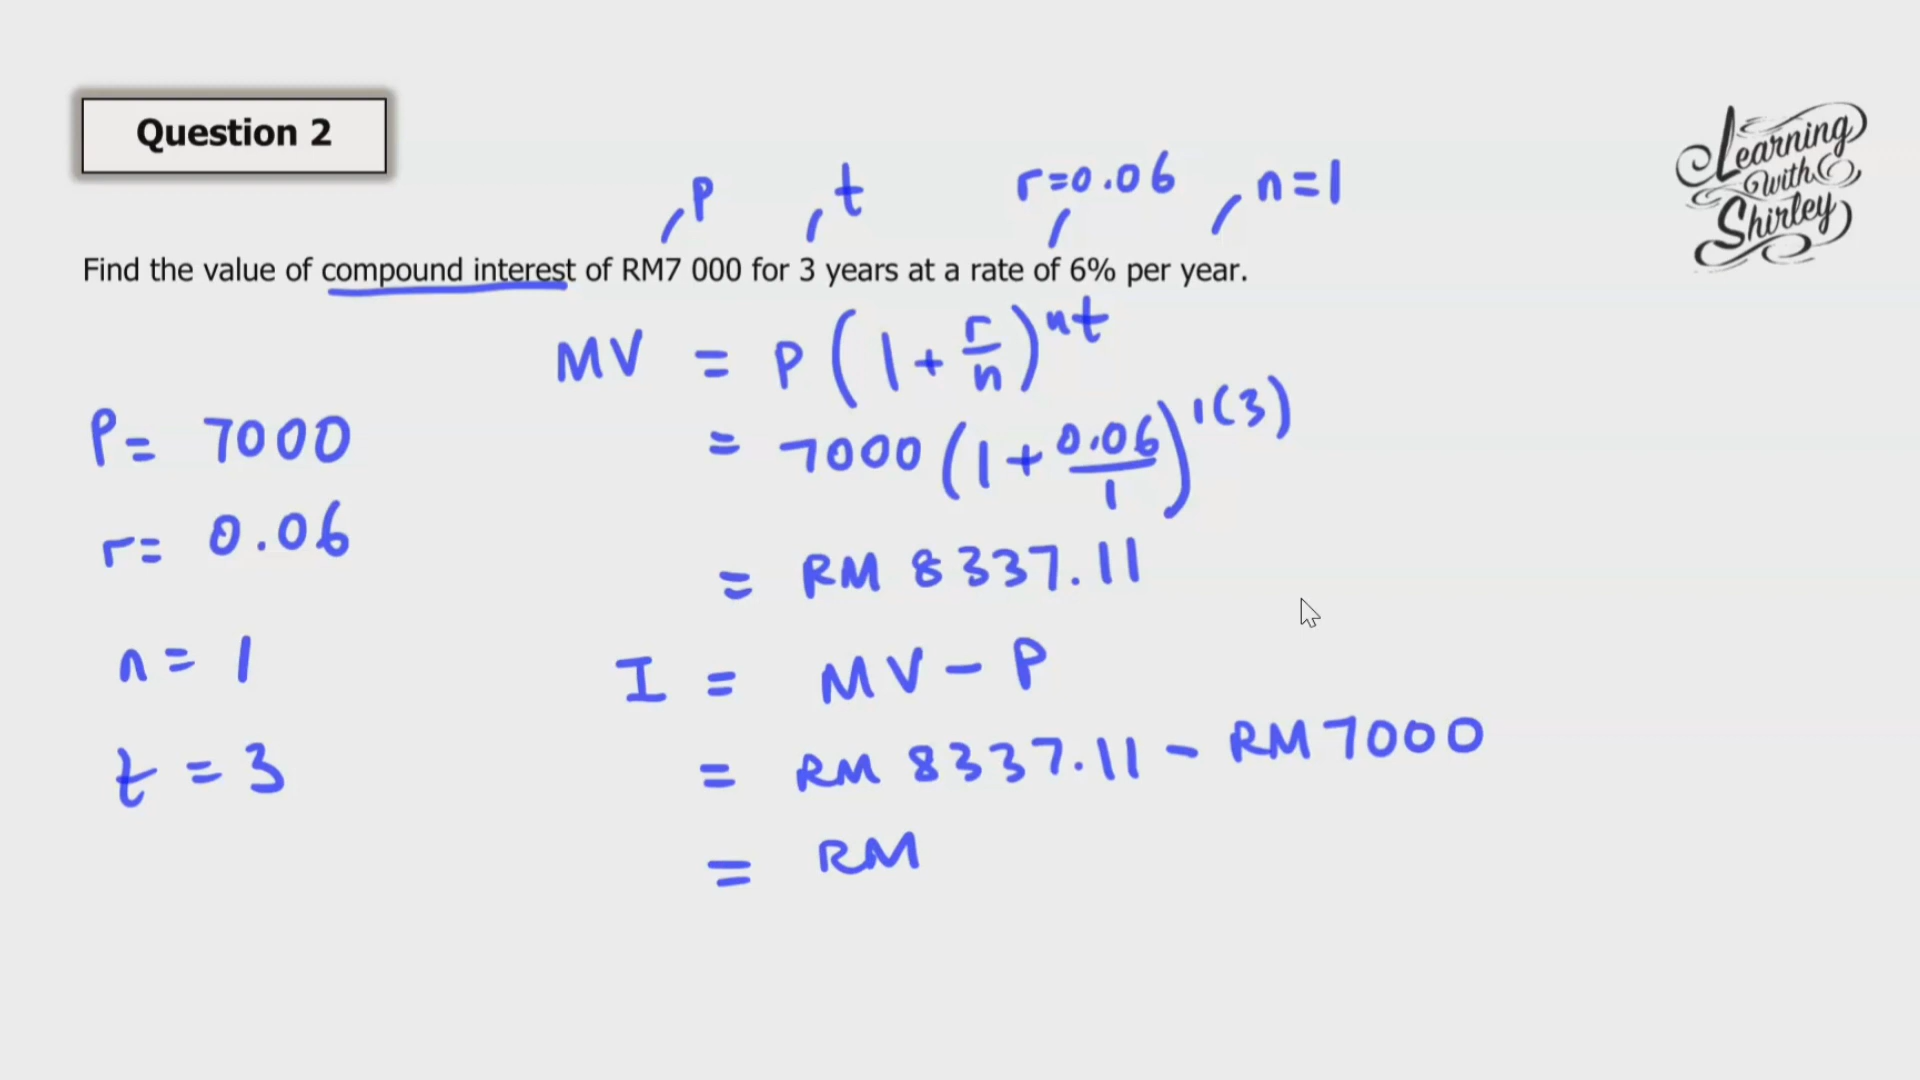 Question 2
Learning
with
Shirley
P t r=0.06 n=1
Find the value of compound interest of RM7 000 for 3 years at a rate of 6% per year.
MV = P(1+r/n)^nt
P= 7000
= 7000(1+0.06/1)^1(3)
r= 0.06
= RM 8337.11
n= 1
I = MV-P
t = 3
= RM 8337.11 - RM7000
= RM